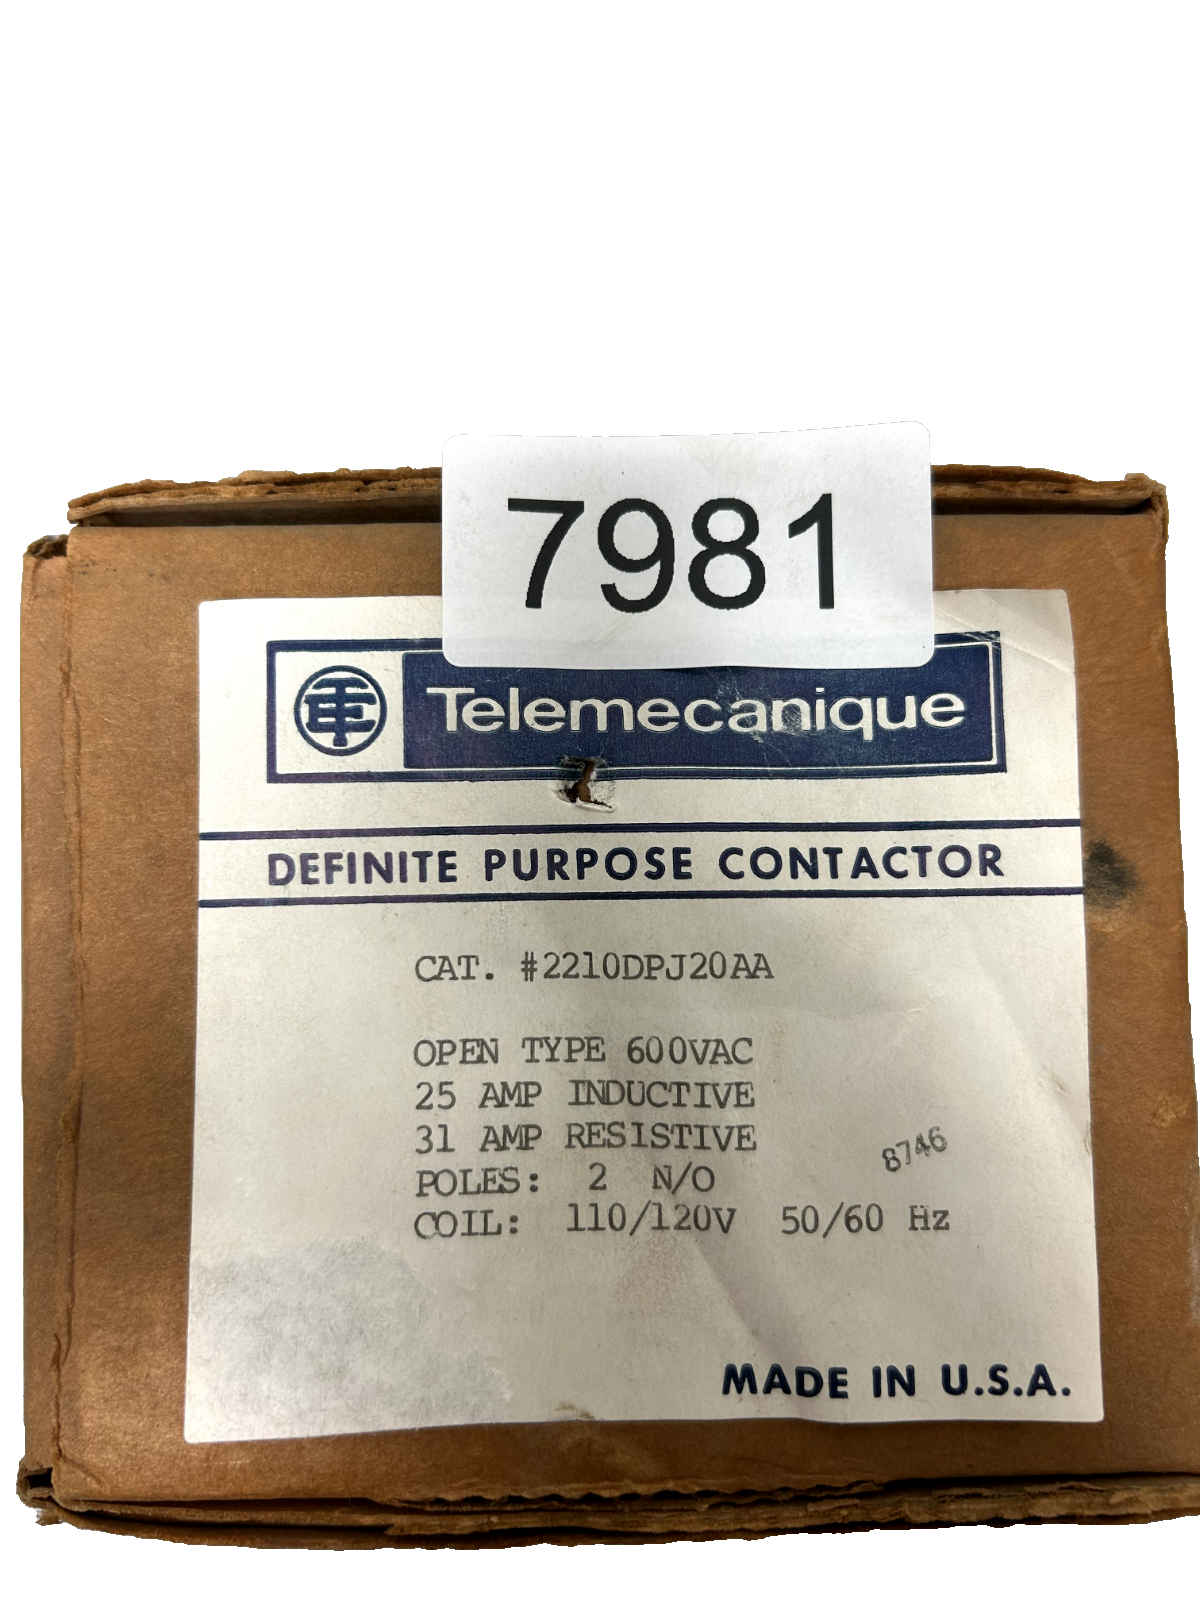 7981
Telemecanique
DEFINITE PURPOSE CONTACTOR
CAT. #2210DPJ20AA
OPEN TYPE 600VAC
25 AMP INDUCTIVE
31 AMP RESISTIVE
8746
POLES: 2 N/O
COIL: 110/120V 50/60 Hz
MADE IN U.S.A.